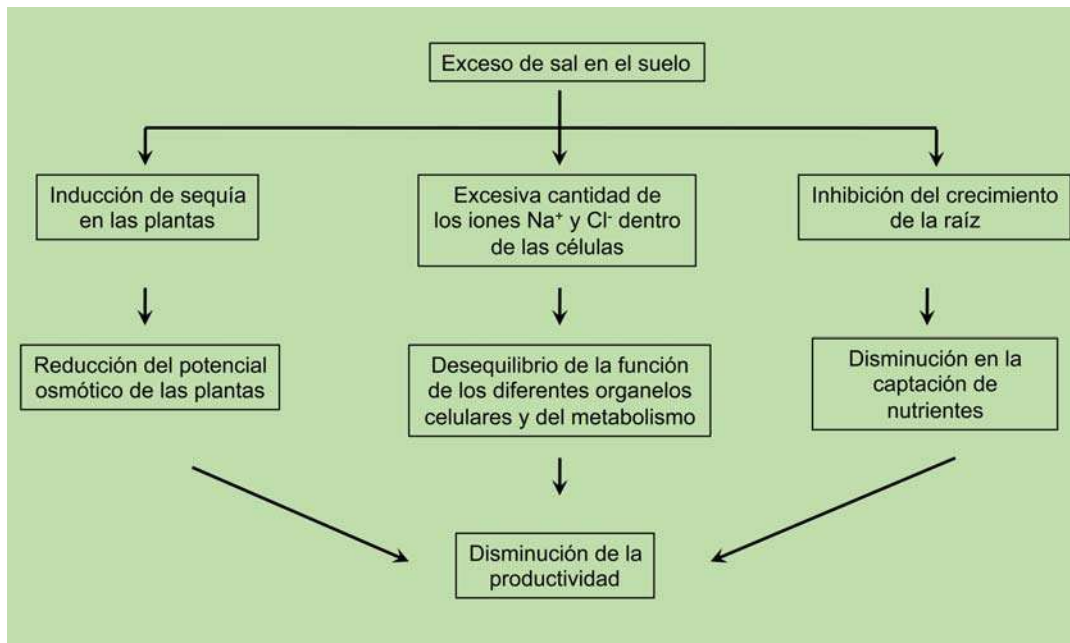 Exceso de sal en el suelo
Inducción de sequía
en las plantas
Excesiva cantidad de
los iones Na⁺ y Cl⁻ dentro
de las células
Inhibición del crecimiento
de la raíz
Reducción del potencial
osmótico de las plantas
Desequilibrio de la función
de los diferentes organelos
celulares y del metabolismo
Disminución en la
captación de
nutrientes
Disminución de la
productividad